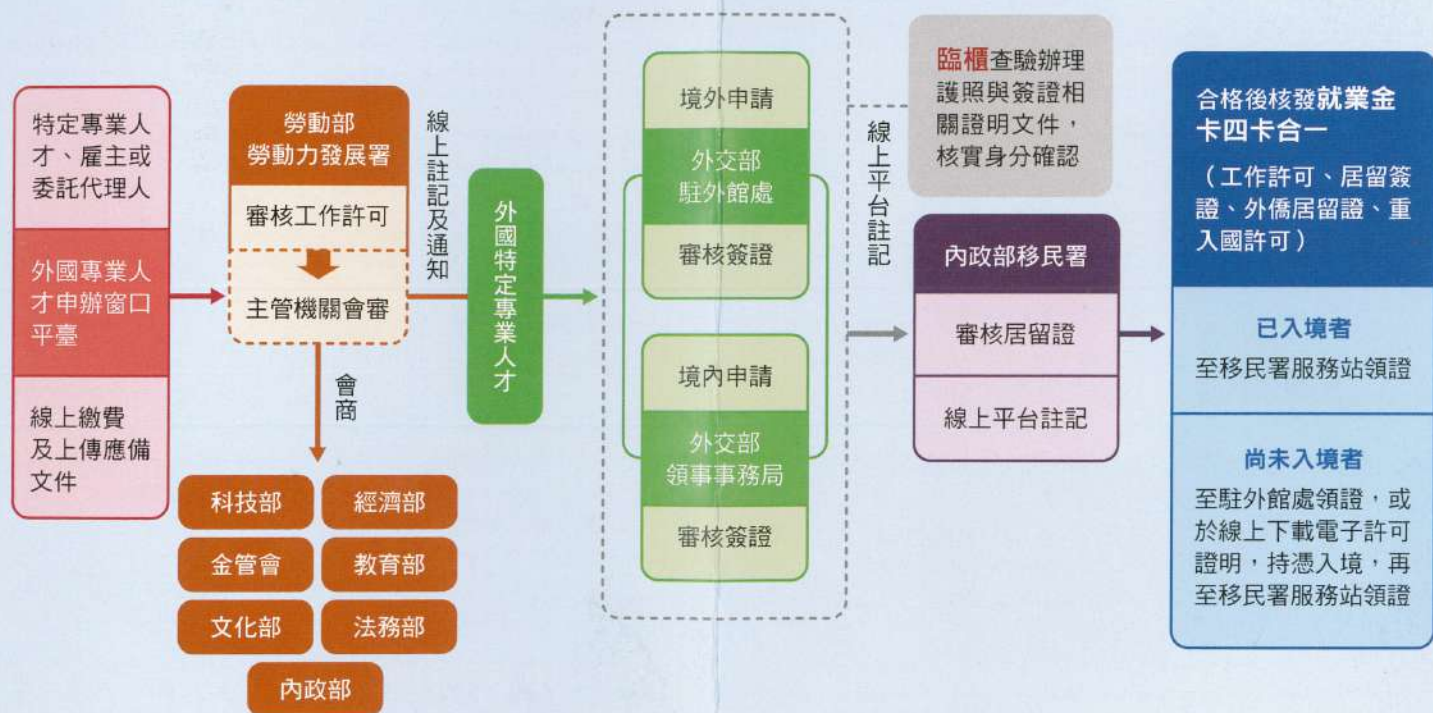 特定專業人
才、雇主或
委託代理人
外國專業人
才申辦窗口
平臺
線上繳費
及上傳應備
文件
勞動部
勞動力發展署
審核工作許可
主管機關會審
會商
科技部
經濟部
金管會
教育部
文化部
法務部
內政部
線上註記及通知
外國特定專業人才
境外申請
外交部
駐外館處
審核簽證
境內申請
外交部
領事事務局
審核簽證
線上平台註記
臨櫃查驗辦理
護照與簽證相
關證明文件，
核實身分確認
內政部移民署
審核居留證
線上平台註記
合格後核發就業金
卡四卡合一
（工作許可、居留簽
證、外僑居留證、重
入國許可）
已入境者
至移民署服務站領證
尚未入境者
至駐外館處領證，或
於線上下載電子許可
證明，持憑入境，再
至移民署服務站領證